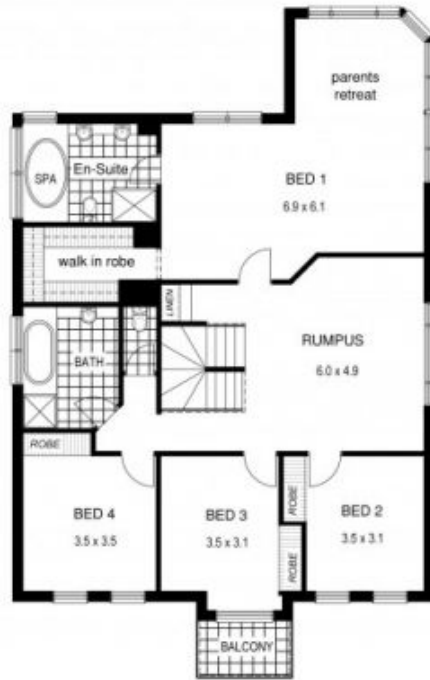 parents
retreat
En-Suite
SPA
BED 1
6.9 x 6.1
walk in robe
LINEN
RUMPUS
6.0 x 4.9
BATH
ROBE
BED 4
3.5 x 3.5
BED 3
3.5 x 3.1
ROBE
ROBE
BED 2
3.5 x 3.1
BALCONY